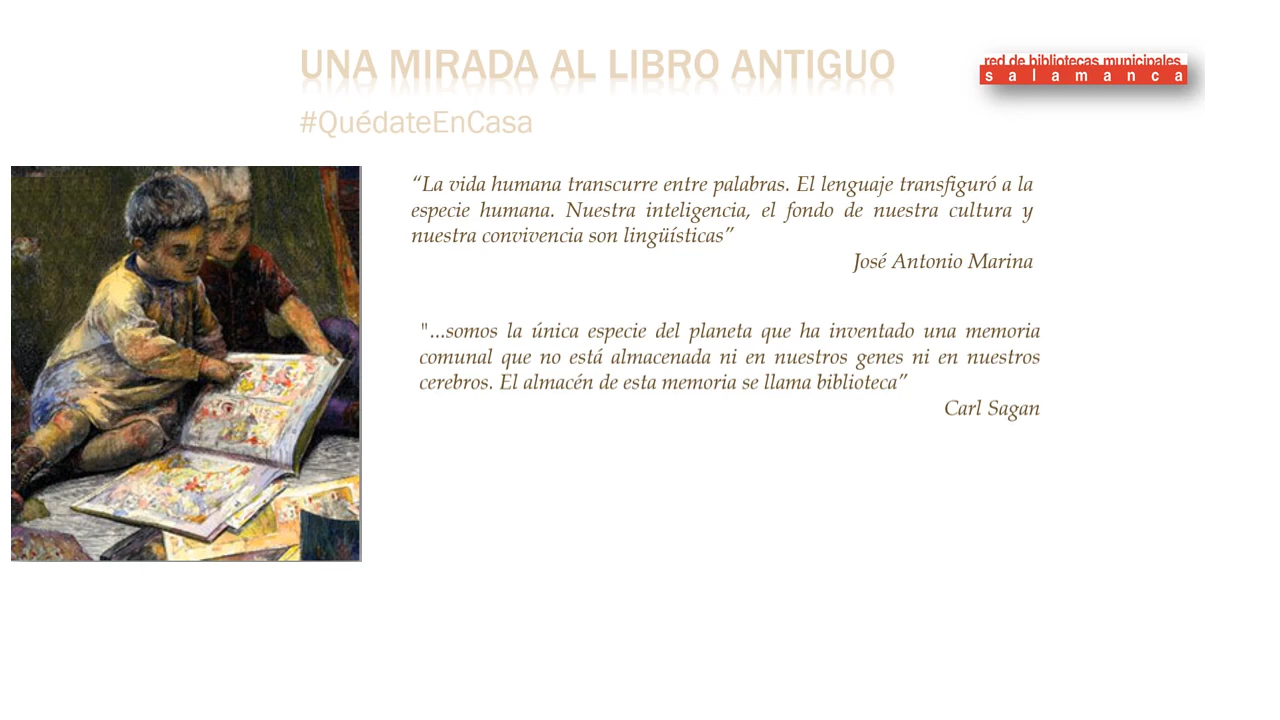 UNA MIRADA AL LIBRO ANTIGUO
red de bibliotecas municipales
salamanca
#QuédateEnCasa
“La vida humana transcurre entre palabras. El lenguaje transfiguró a la
especie humana. Nuestra inteligencia, el fondo de nuestra cultura y
nuestra convivencia son lingüísticas”
José Antonio Marina
"...somos la única especie del planeta que ha inventado una memoria
comunal que no está almacenada ni en nuestros genes ni en nuestros
cerebros. El almacén de esta memoria se llama biblioteca”
Carl Sagan